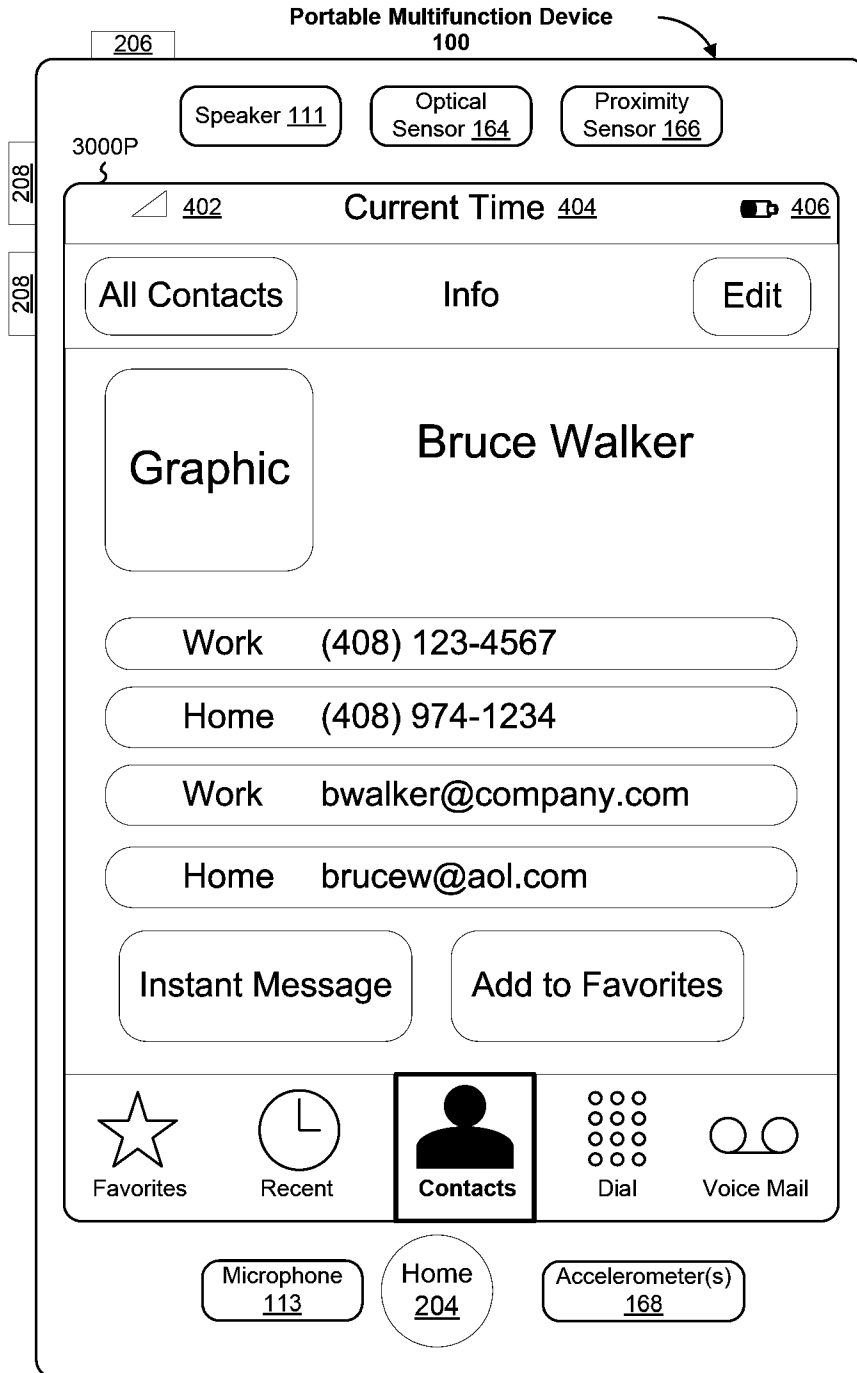 Portable Multifunction Device
100
206
Speaker 111
Optical
Sensor 164
Proximity
Sensor 166
3000P
208
402 Current Time 404 406
208
All Contacts Info Edit
Graphic
Bruce Walker
Work (408) 123-4567
Home (408) 974-1234
Work bwalker@company.com
Home brucew@aol.com
Instant Message Add to Favorites
Favorites Recent Contacts Dial Voice Mail
Microphone
113
Home
204
Accelerometer(s)
168